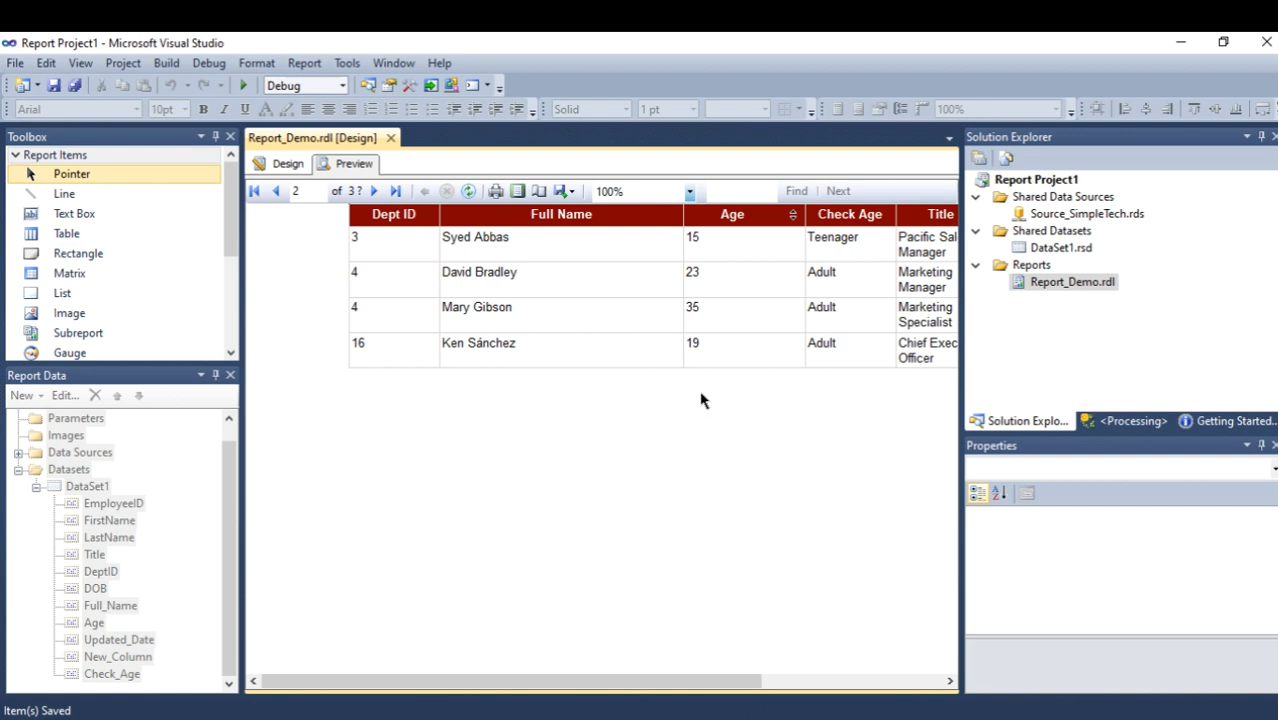 Report Project1 - Microsoft Visual Studio
File Edit View Project Build Debug Format Report Tools Window Help
Debug
Arial 10pt B I U A Solid 1 pt 100%
Toolbox
Report Items
Pointer
Line
Text Box
Table
Rectangle
Matrix
List
Image
Subreport
Gauge
Report Data
New Edit...
Parameters
Images
Data Sources
Datasets
DataSet1
EmployeeID
FirstName
LastName
Title
DeptID
DOB
Full_Name
Age
Updated_Date
New_Column
Check_Age
Report_Demo.rdl [Design]
Design Preview
2 of 3 ? 100% Find Next
Dept ID Full Name Age Check Age Title
3 Syed Abbas 15 Teenager Pacific Sal
Manager
4 David Bradley 23 Adult Marketing
Manager
4 Mary Gibson 35 Adult Marketing
Specialist
16 Ken Sánchez 19 Adult Chief Exec
Officer
Solution Explorer
Report Project1
Shared Data Sources
Source_SimpleTech.rds
Shared Datasets
DataSet1.rsd
Reports
Report_Demo.rdl
Solution Explo... <Processing> Getting Started...
Properties
Item(s) Saved